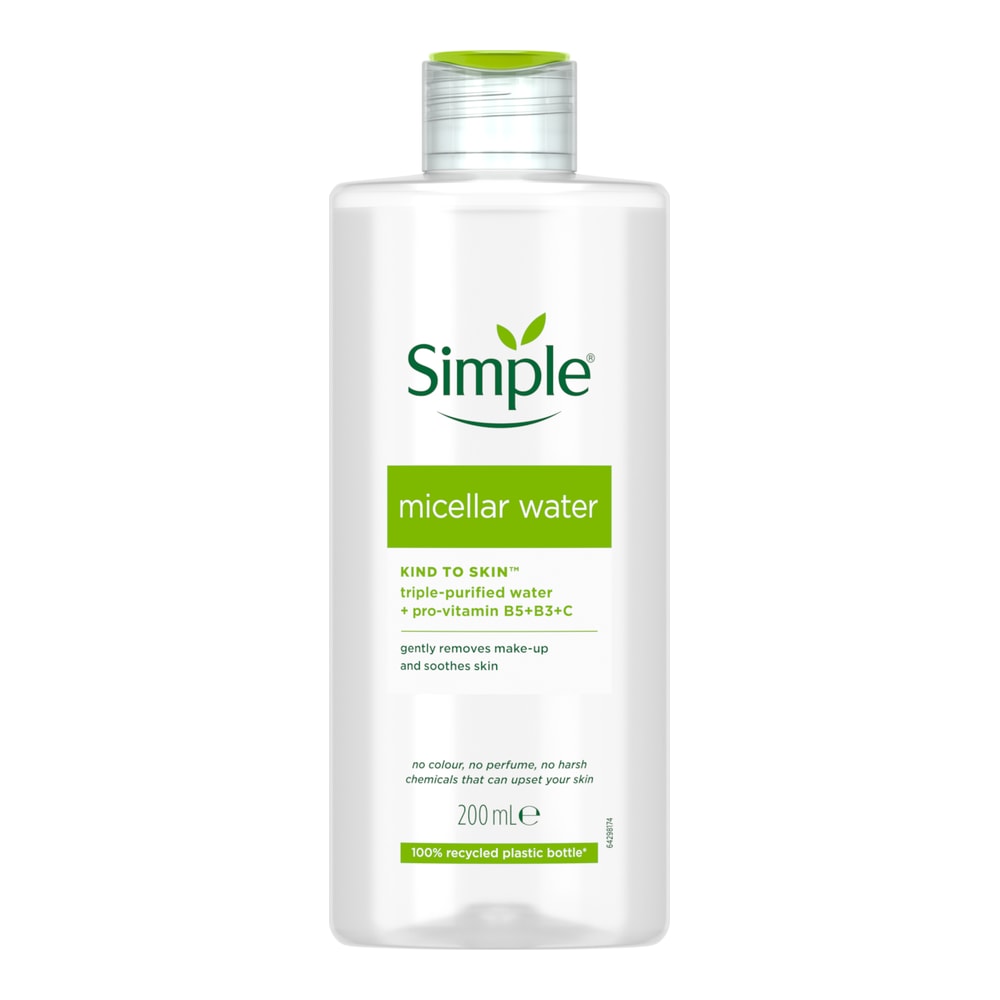 Simple®
micellar water
KIND TO SKIN™
triple-purified water
+ pro-vitamin B5+B3+C
gently removes make-up
and soothes skin
no colour, no perfume, no harsh
chemicals that can upset your skin
200 mL℮
64298174
100% recycled plastic bottle*